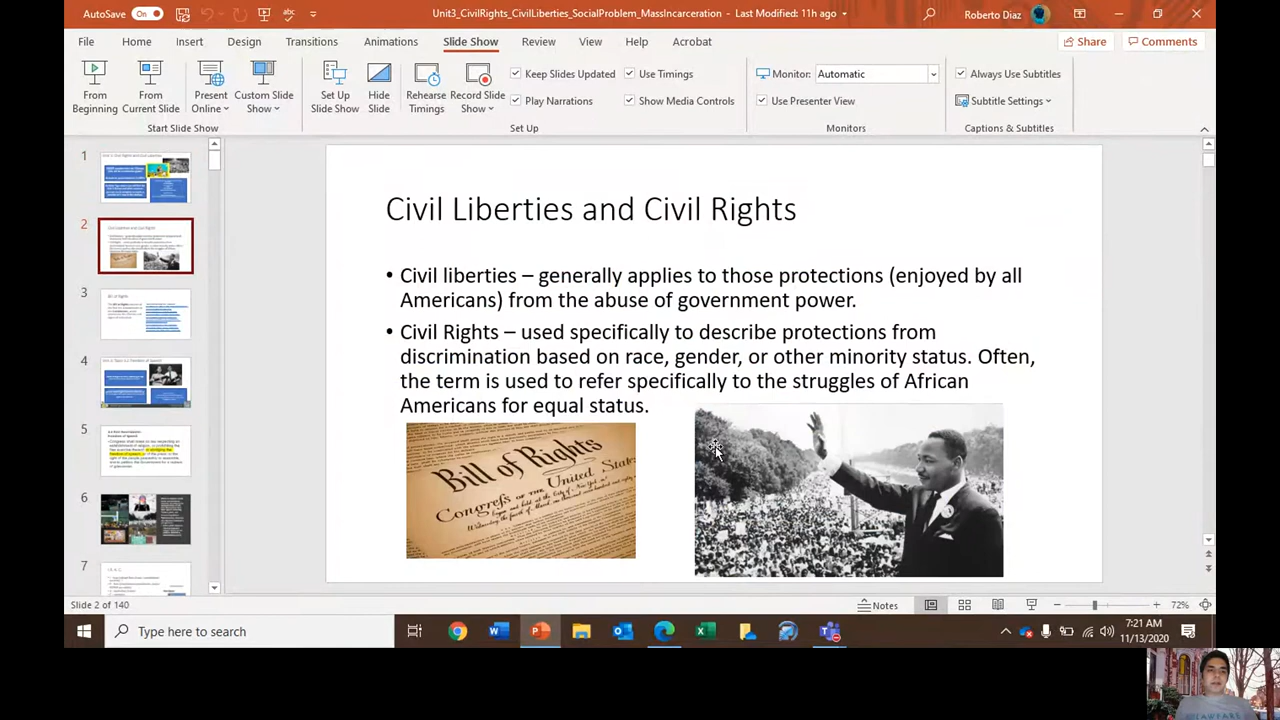 AutoSave On Unit3_CivilRights_CivilLiberties_SocialProblem_MassIncarceration - Last Modified: 11h ago Roberto Diaz
File Home Insert Design Transitions Animations Slide Show Review View Help Acrobat Share Comments
From Beginning
From Current Slide
Present Online
Custom Slide Show
Start Slide Show
Set Up Slide Show
Hide Slide
Rehearse Timings
Record Slide Show
Keep Slides Updated
Play Narrations
Use Timings
Show Media Controls
Set Up
Monitor: Automatic
Use Presenter View
Monitors
Always Use Subtitles
Subtitle Settings
Captions & Subtitles
1
2
3
4
5
6
7
Civil Liberties and Civil Rights
• Civil liberties – generally applies to those protections (enjoyed by all
Americans) from the abuse of government power.
• Civil Rights – used specifically to describe protections from
discrimination based on race, gender, or other minority status. Often,
the term is used to refer specifically to the struggles of African
Americans for equal status.
Bill of Rights
Congress of the United States
Slide 2 of 140 Notes 72%
Type here to search
7:21 AM
11/13/2020